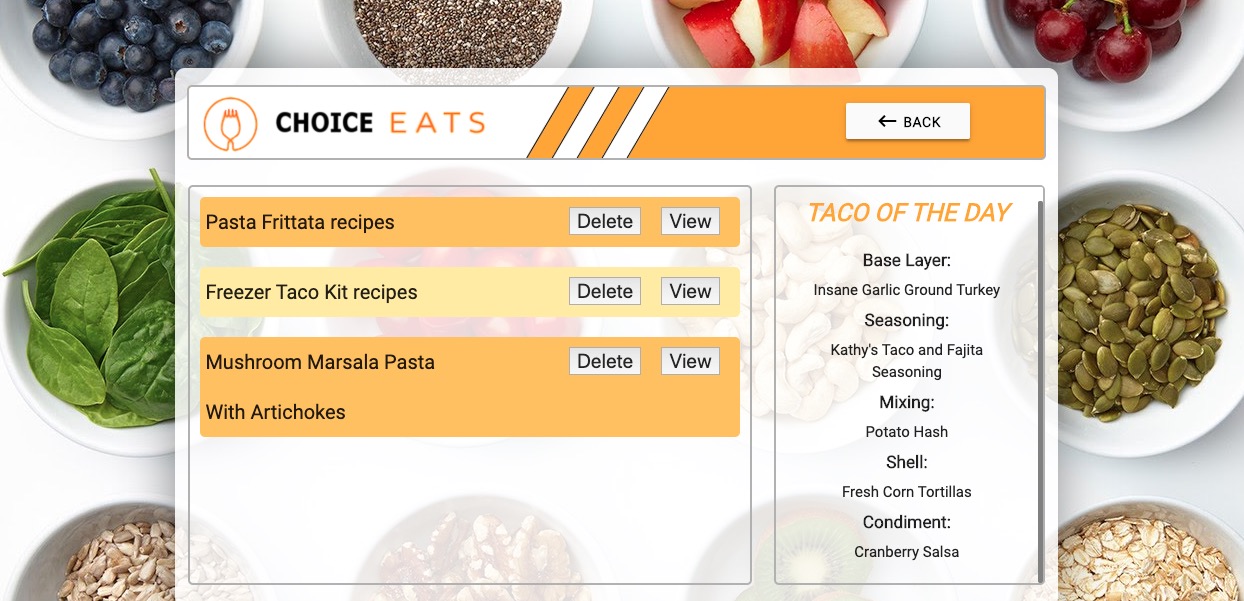 CHOICE EATS
BACK
Pasta Frittata recipes
Delete
View
Freezer Taco Kit recipes
Delete
View
Mushroom Marsala Pasta
With Artichokes
Delete
View
TACO OF THE DAY
Base Layer:
Insane Garlic Ground Turkey
Seasoning:
Kathy's Taco and Fajita
Seasoning
Mixing:
Potato Hash
Shell:
Fresh Corn Tortillas
Condiment:
Cranberry Salsa